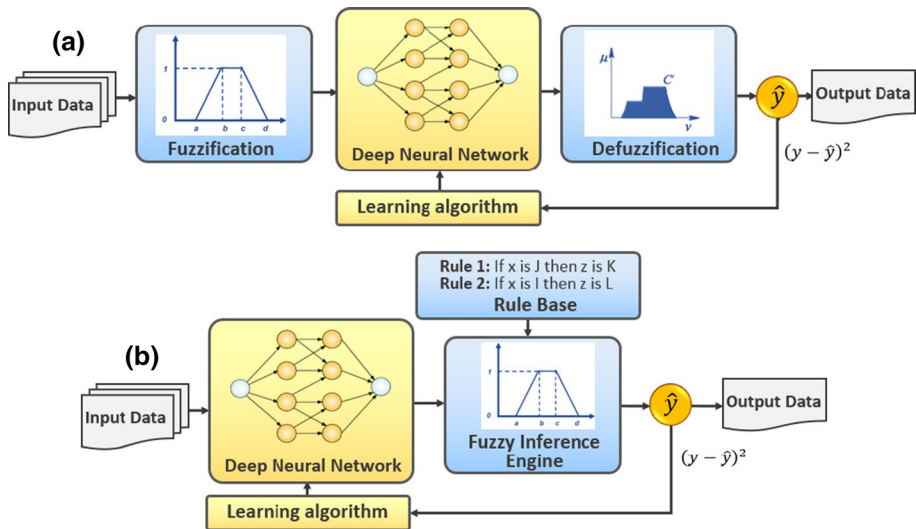 (a)
Input Data
1
0
a b c d
Fuzzification
Deep Neural Network
μ
C'
ν
Defuzzification
ŷ
Output Data
(y − ŷ)²
Learning algorithm
Rule 1: If x is J then z is K
Rule 2: If x is I then z is L
Rule Base
(b)
Input Data
Deep Neural Network
1
0
a b c d
Fuzzy Inference
Engine
ŷ
Output Data
(y − ŷ)²
Learning algorithm